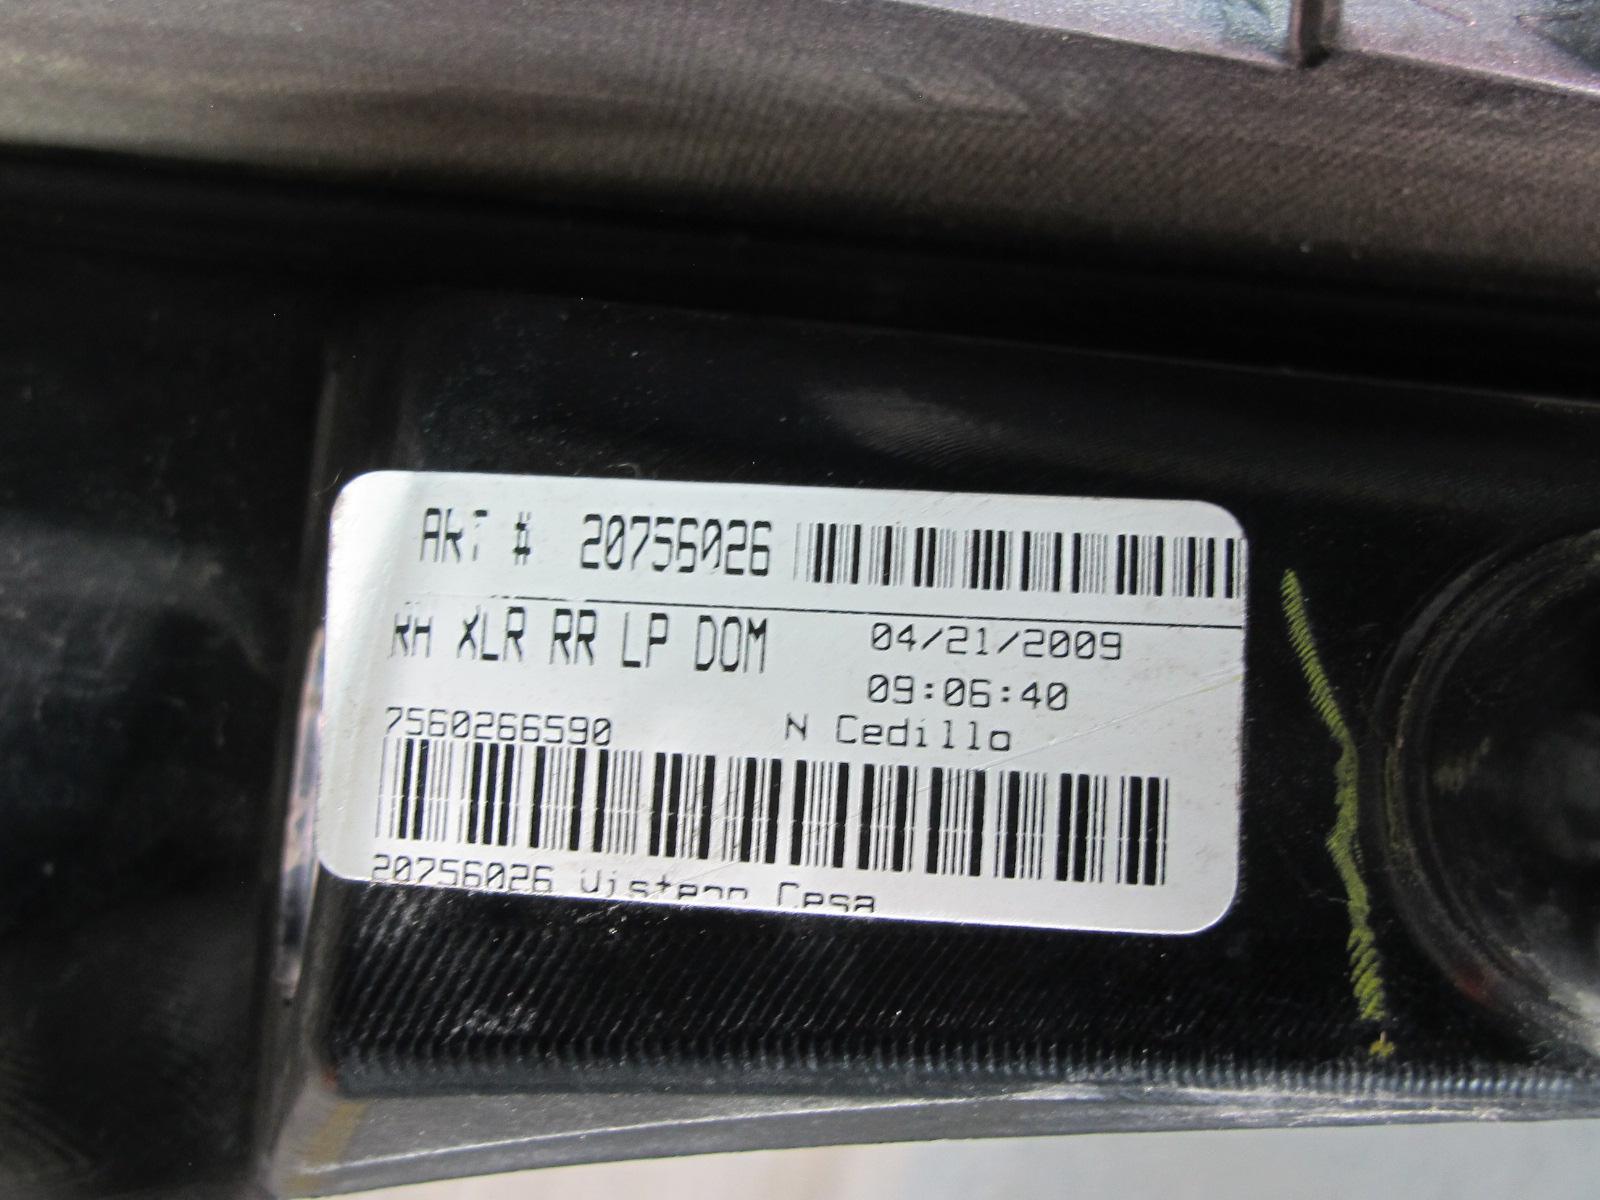 ART # 20756026
RH XLR RR LP DOM 04/21/2009
09:06:40
7560266590 N Cedillo
20756026 Visteon Cesa